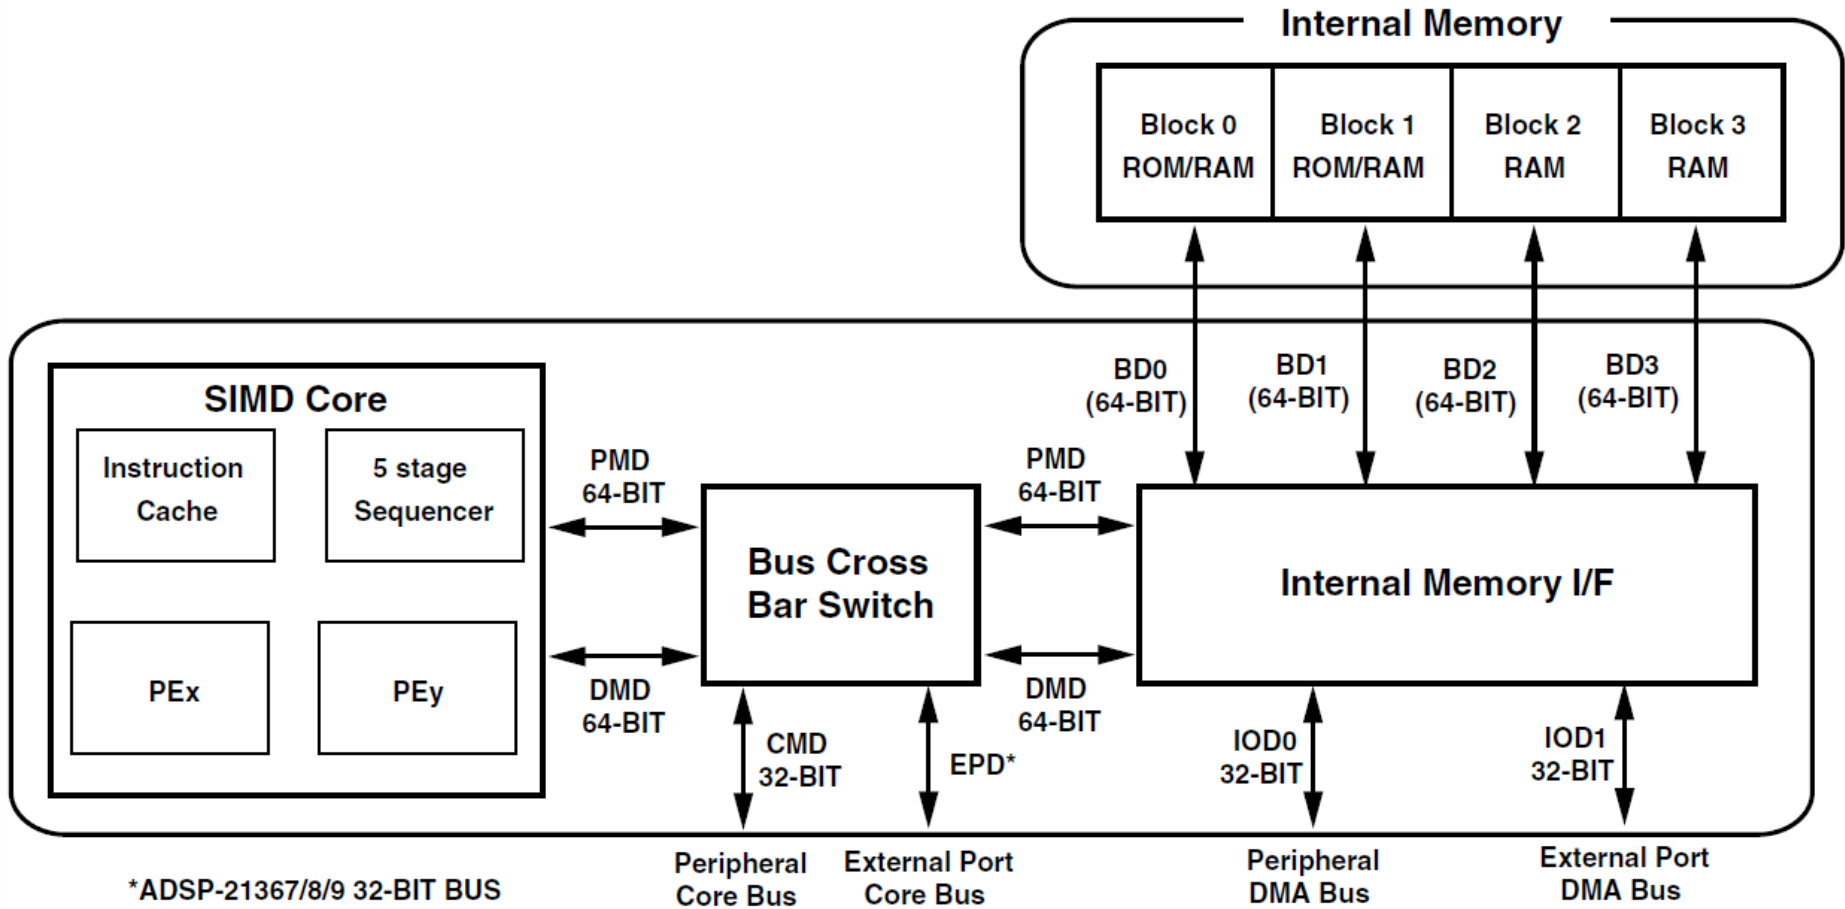 Internal Memory
Block 0
ROM/RAM
Block 1
ROM/RAM
Block 2
RAM
Block 3
RAM
BD0
(64-BIT)
BD1
(64-BIT)
BD2
(64-BIT)
BD3
(64-BIT)
SIMD Core
Instruction
Cache
5 stage
Sequencer
PEx
PEy
PMD
64-BIT
DMD
64-BIT
Bus Cross
Bar Switch
PMD
64-BIT
DMD
64-BIT
Internal Memory I/F
CMD
32-BIT
EPD*
IOD0
32-BIT
IOD1
32-BIT
Peripheral
Core Bus
External Port
Core Bus
Peripheral
DMA Bus
External Port
DMA Bus
*ADSP-21367/8/9 32-BIT BUS